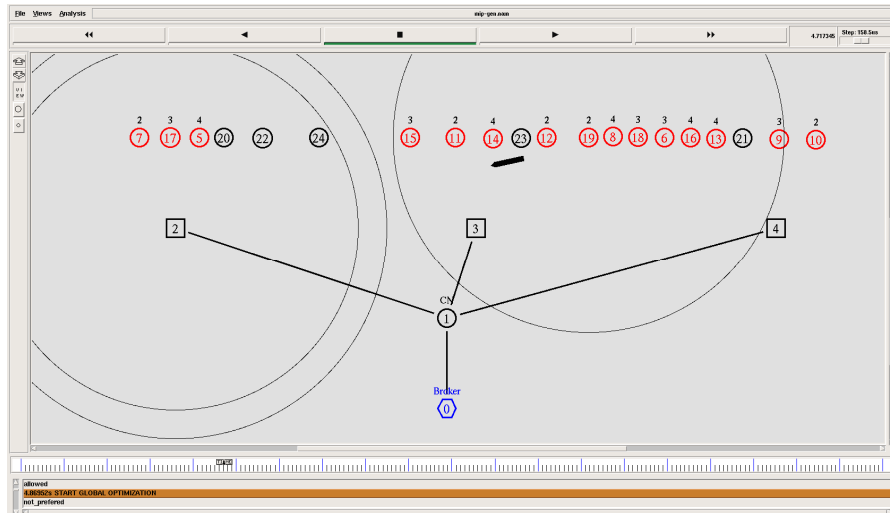 File Views Analysis mip-gen.nam
4.717345 Step: 158.5us
V I E W
2 3 4 3 2 4 2 2 4 3 3 4 4 3 2
7 17 5 20 22 24 15 11 14 23 12 19 8 18 6 16 13 21 9 10
2 3 4
CN
1
Broker
0
TIME
allowed
4.86952s START GLOBAL OPTIMIZATION
not_prefered